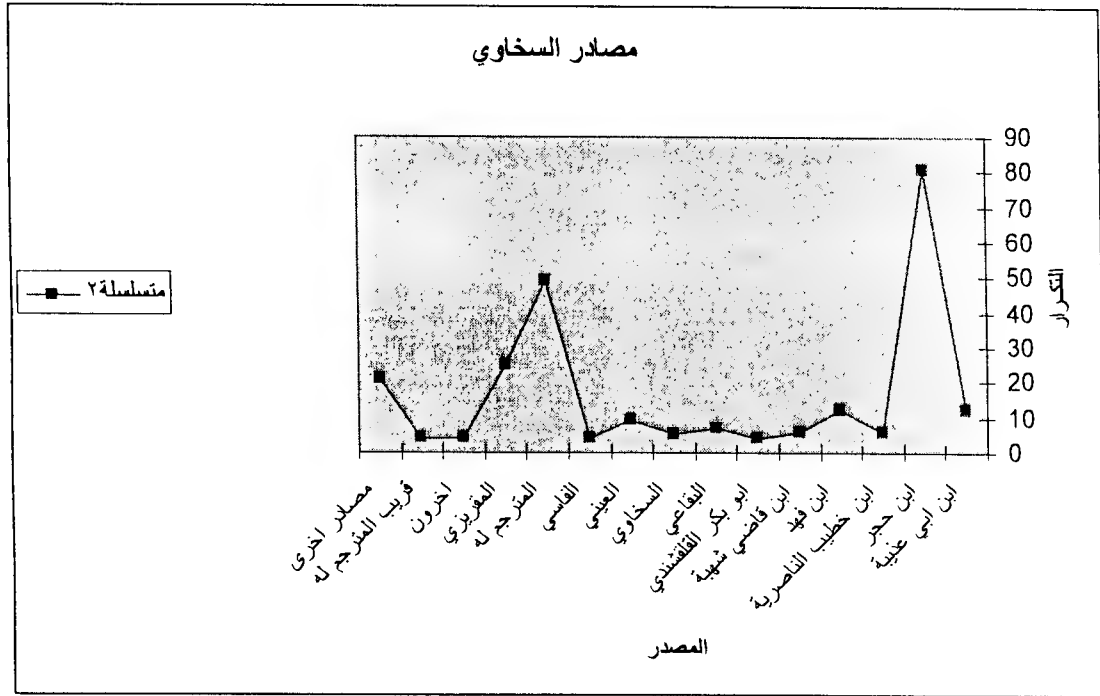 مصادر السخاوي
90
80
70
60
50
40
30
20
10
0
التكرار
متسلسلة٢
ابن ابي غنيبة
ابن حجر
ابن خطيب الناصرية
ابن فهد
ابن قاضي شهبة
ابو بكر القلقشندي
البقاعي
السخاوي
العيني
الفاسي
المترجم له
المقريزي
اخرون
قريب المترجم له
مصادر اخرى
المصدر